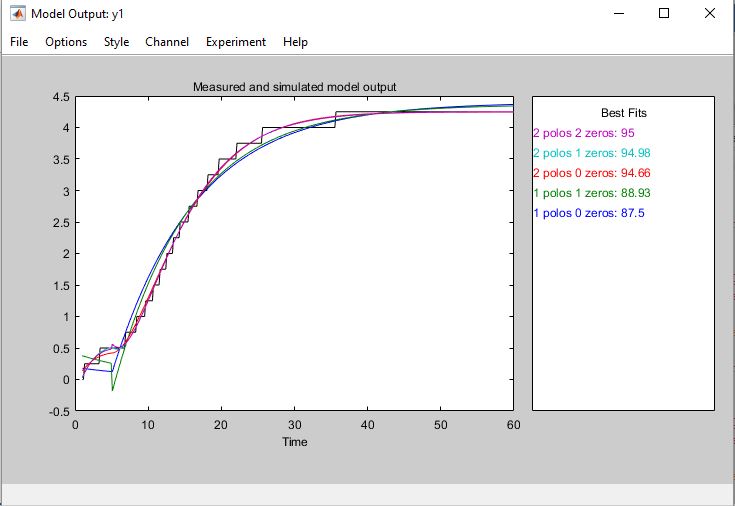 Model Output: y1
File Options Style Channel Experiment Help
Measured and simulated model output
4.5
4
3.5
3
2.5
2
1.5
1
0.5
0
-0.5
0 10 20 30 40 50 60
Time
Best Fits
2 polos 2 zeros: 95
2 polos 1 zeros: 94.98
2 polos 0 zeros: 94.66
1 polos 1 zeros: 88.93
1 polos 0 zeros: 87.5